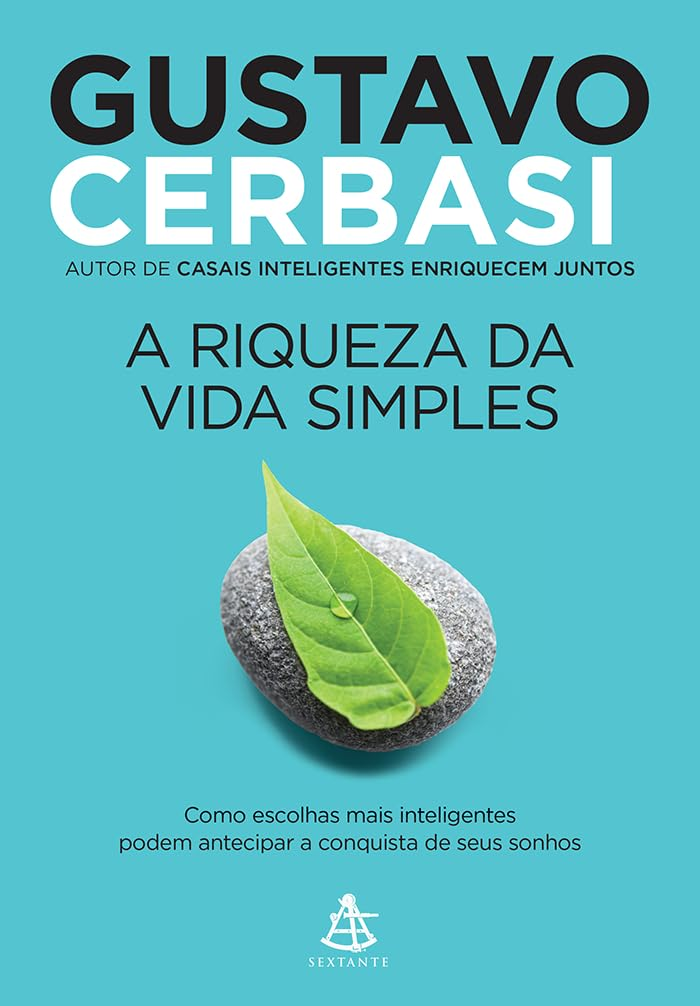 GUSTAVO
CERBASI
AUTOR DE CASAIS INTELIGENTES ENRIQUECEM JUNTOS
A RIQUEZA DA
VIDA SIMPLES
Como escolhas mais inteligentes
podem antecipar a conquista de seus sonhos
SEXTANTE